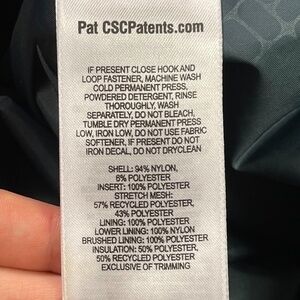 Pat CSCPatents.com
IF PRESENT CLOSE HOOK AND
LOOP FASTENER, MACHINE WASH
COLD PERMANENT PRESS,
POWDERED DETERGENT, RINSE
THOROUGHLY, WASH
SEPARATELY, DO NOT BLEACH,
TUMBLE DRY PERMANENT PRESS
LOW, IRON LOW, DO NOT USE FABRIC
SOFTENER, IF PRESENT DO NOT
IRON DECAL, DO NOT DRYCLEAN
SHELL: 94% NYLON,
6% POLYESTER
INSERT: 100% POLYESTER
STRETCH MESH:
57% RECYCLED POLYESTER,
43% POLYESTER
LINING: 100% POLYESTER
LOWER LINING: 100% NYLON
BRUSHED LINING: 100% POLYESTER
INSULATION: 50% POLYESTER,
50% RECYCLED POLYESTER
EXCLUSIVE OF TRIMMING